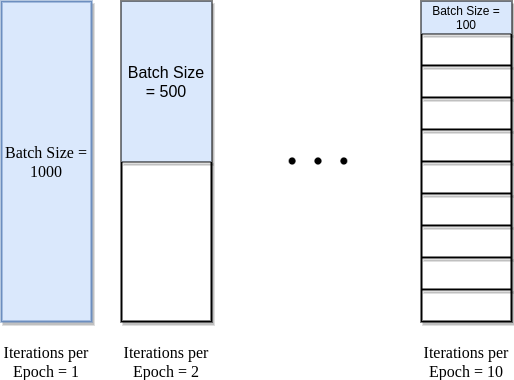 Batch Size =
1000
Iterations per
Epoch = 1
Batch Size
= 500
Iterations per
Epoch = 2
Batch Size =
100
Iterations per
Epoch = 10